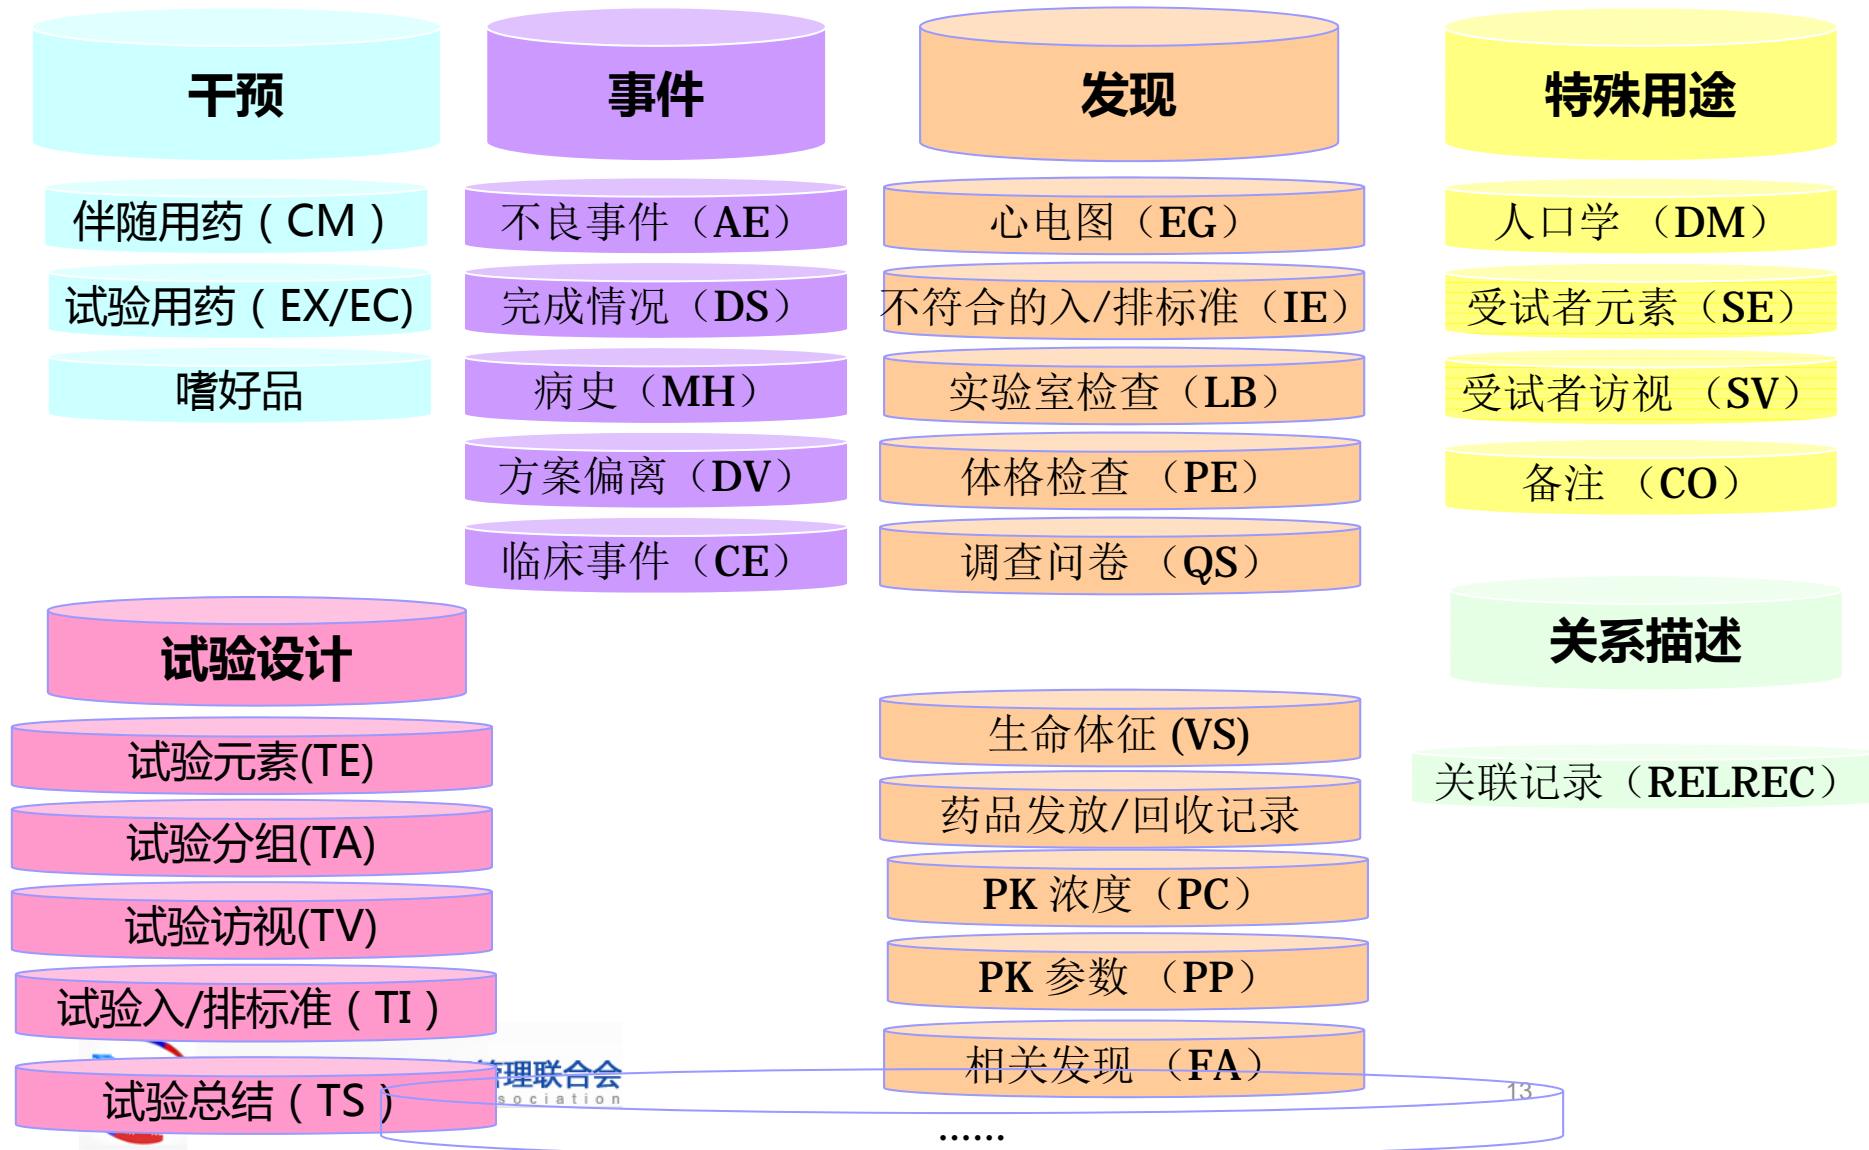 干预
伴随用药（CM）
试验用药（EX/EC)
嗜好品
事件
不良事件（AE）
完成情况（DS）
病史（MH）
方案偏离（DV）
临床事件（CE）
发现
心电图（EG）
不符合的入/排标准（IE）
实验室检查（LB）
体格检查 （PE）
调查问卷 （QS）
生命体征 (VS)
药品发放/回收记录
PK 浓度（PC）
PK 参数 （PP）
相关发现 （FA）
特殊用途
人口学 （DM）
受试者元素（SE）
受试者访视 （SV）
备注 （CO）
关系描述
关联记录（RELREC）
试验设计
试验元素(TE)
试验分组(TA)
试验访视(TV)
试验入/排标准（TI）
试验总结（TS）
管理联合会
sociation
13
......